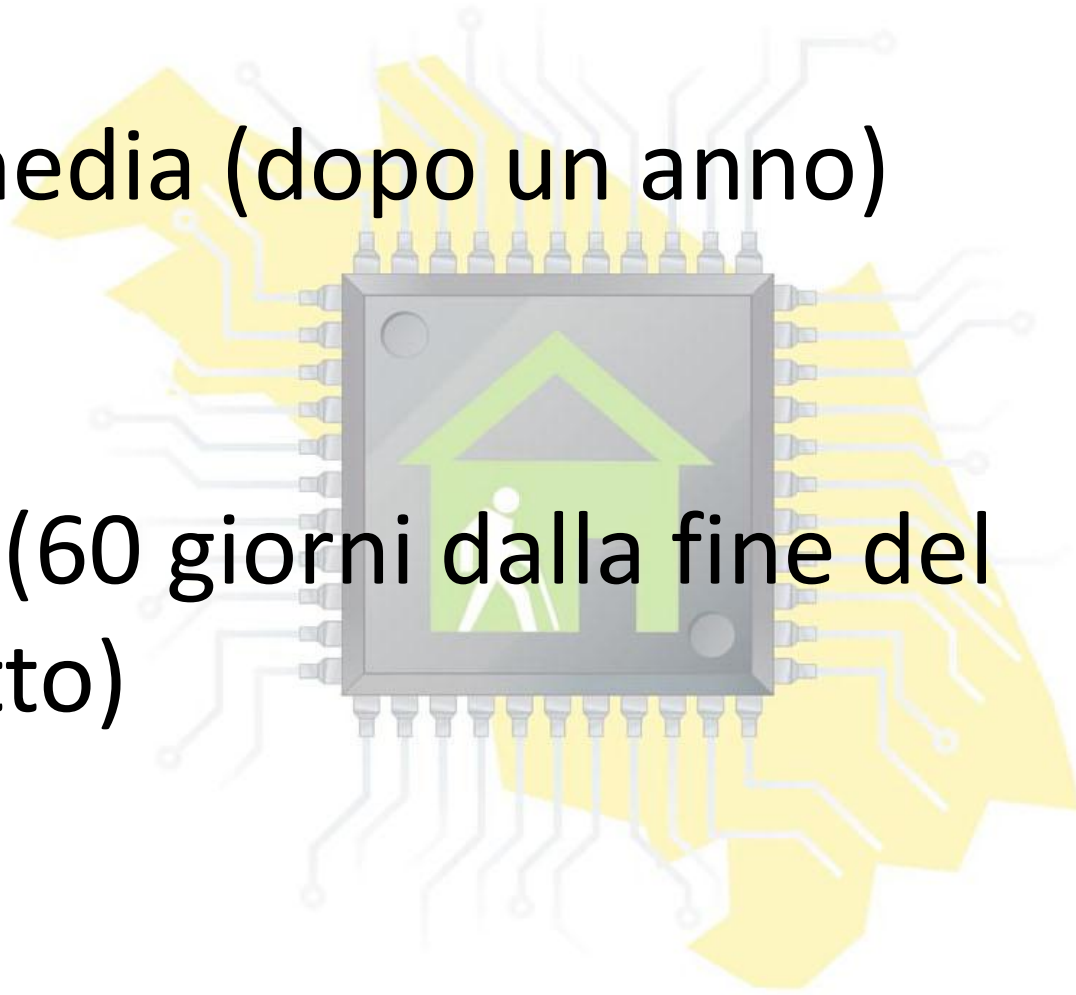 nedia (dopo un anno)
(60 giorni dalla fine del
tto)